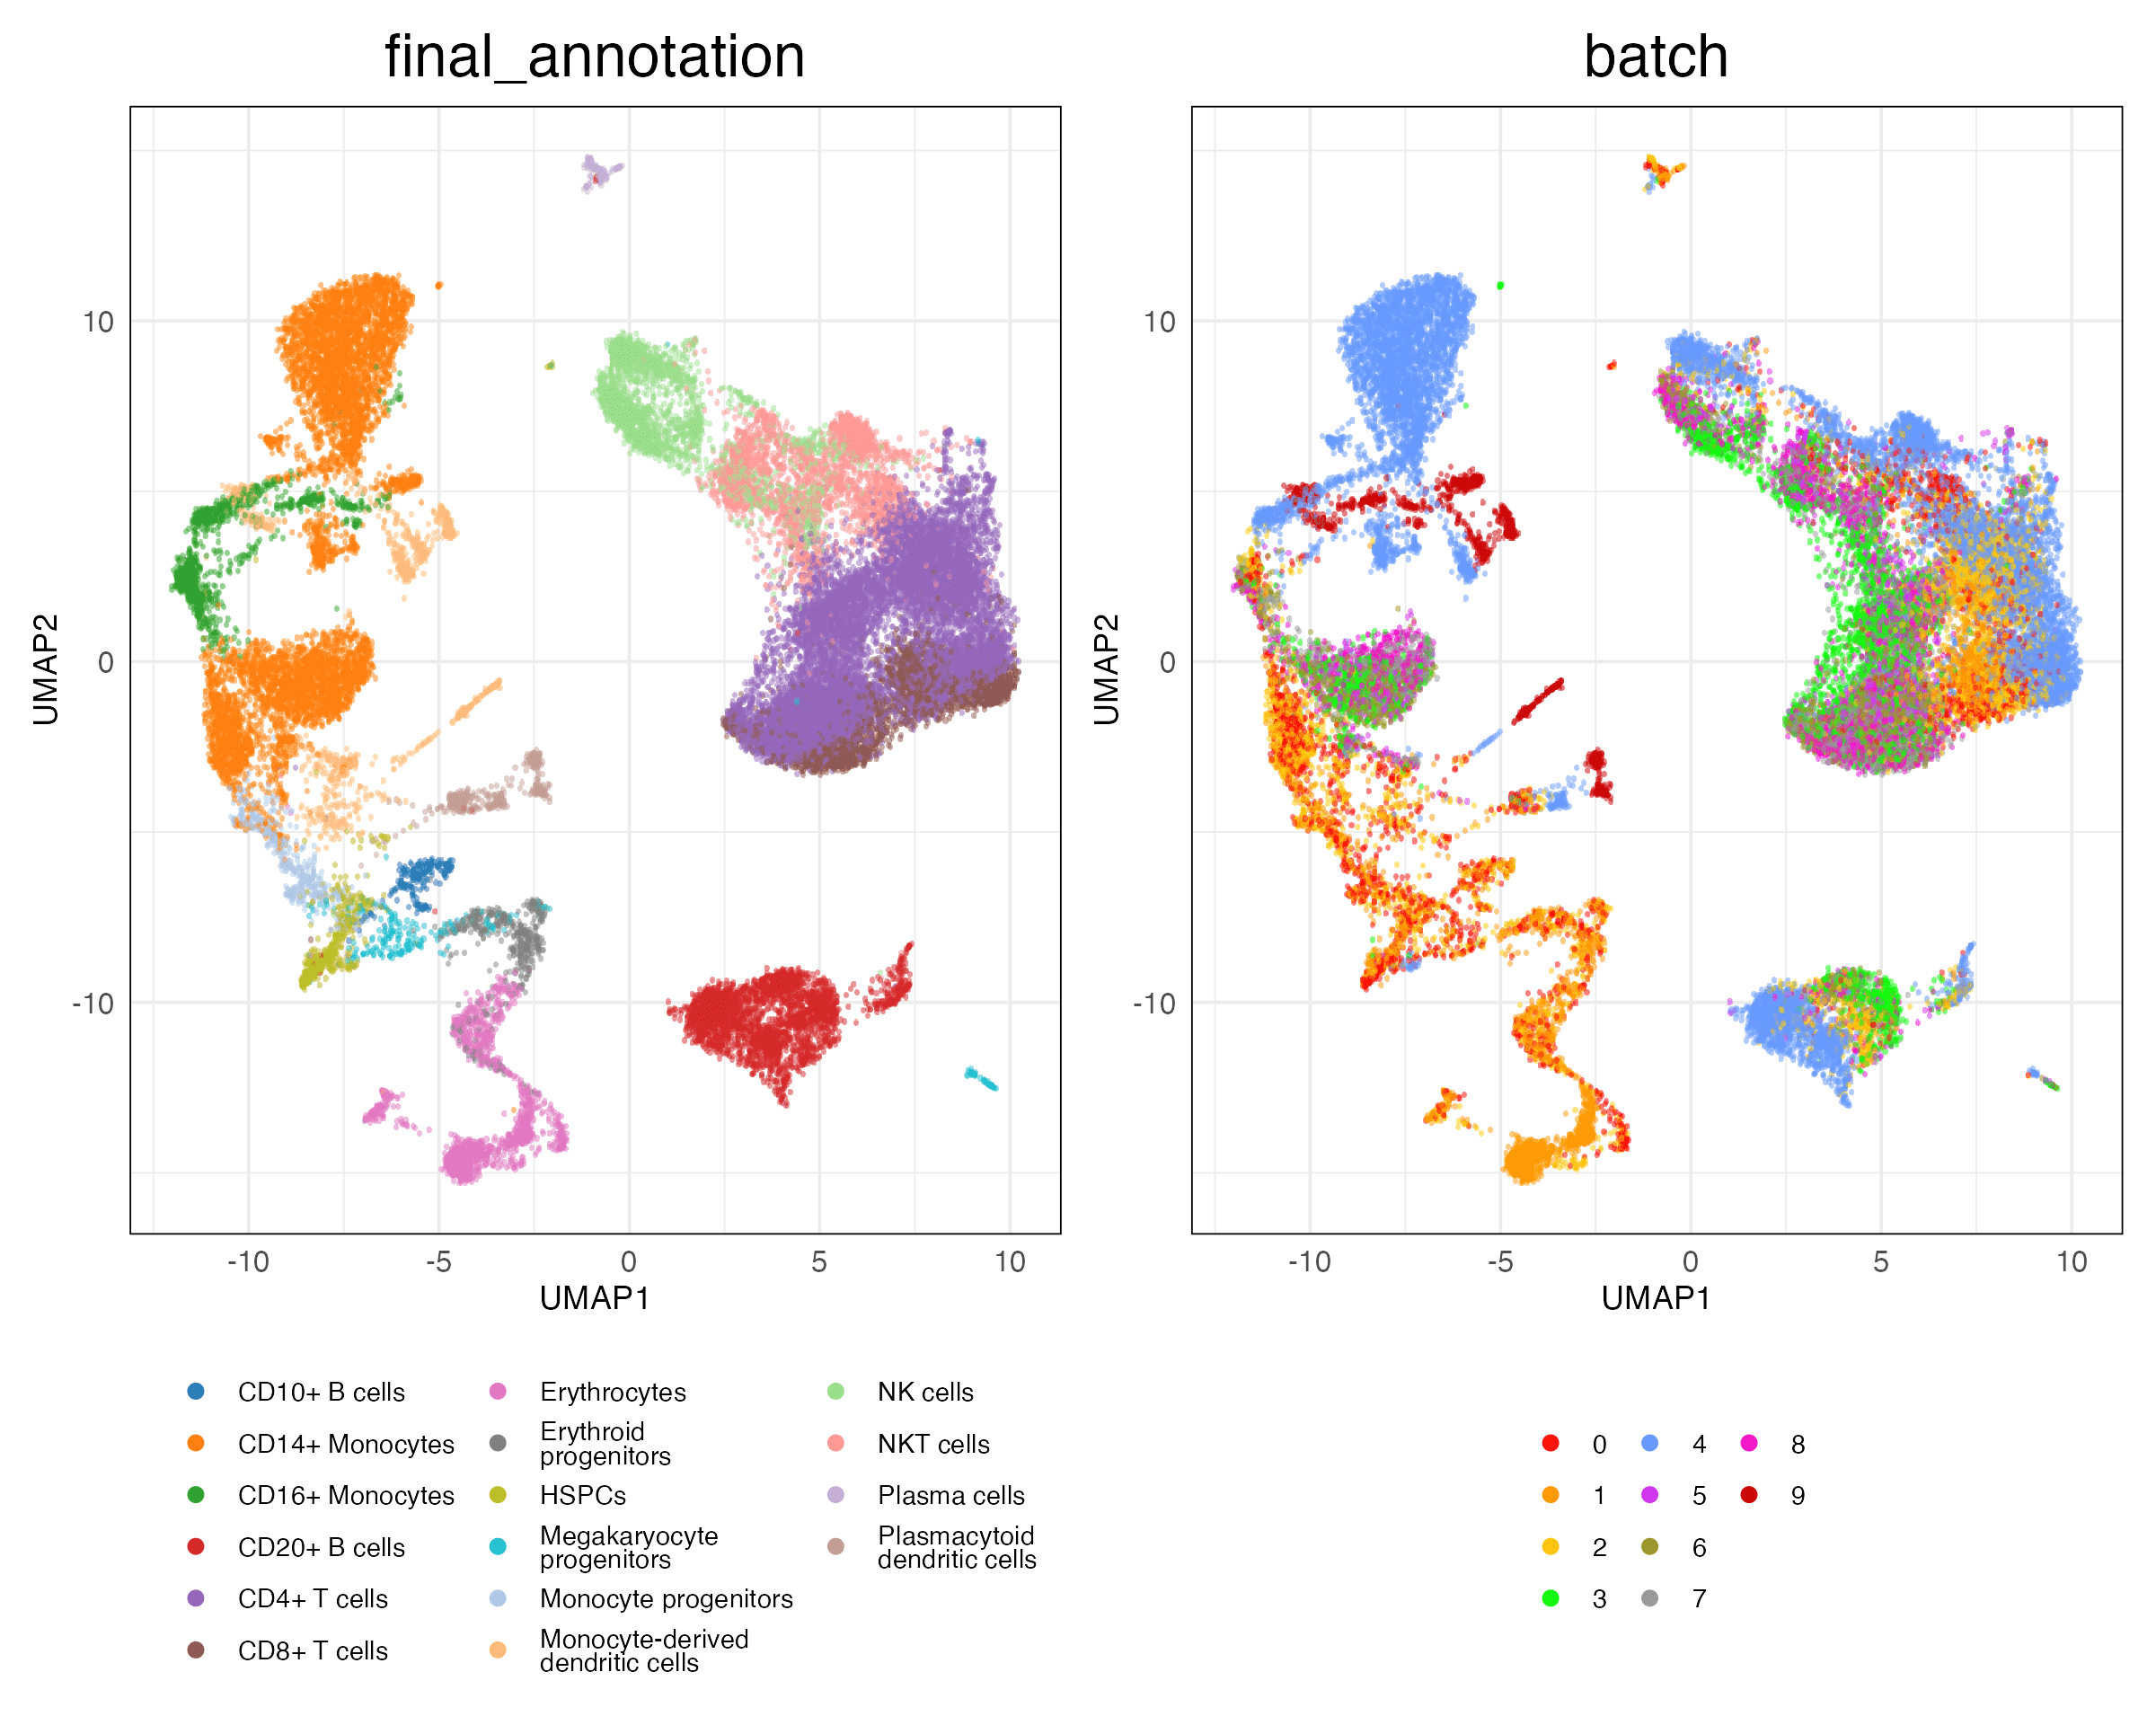 final_annotation
batch
UMAP2
10
0
-10
-10
-5
0
5
10
UMAP1
UMAP2
10
0
-10
-10
-5
0
5
10
UMAP1
CD10+ B cells
CD14+ Monocytes
CD16+ Monocytes
CD20+ B cells
CD4+ T cells
CD8+ T cells
Erythrocytes
Erythroid
progenitors
HSPCs
Megakaryocyte
progenitors
Monocyte progenitors
Monocyte-derived
dendritic cells
NK cells
NKT cells
Plasma cells
Plasmacytoid
dendritic cells
0
1
2
3
4
5
6
7
8
9